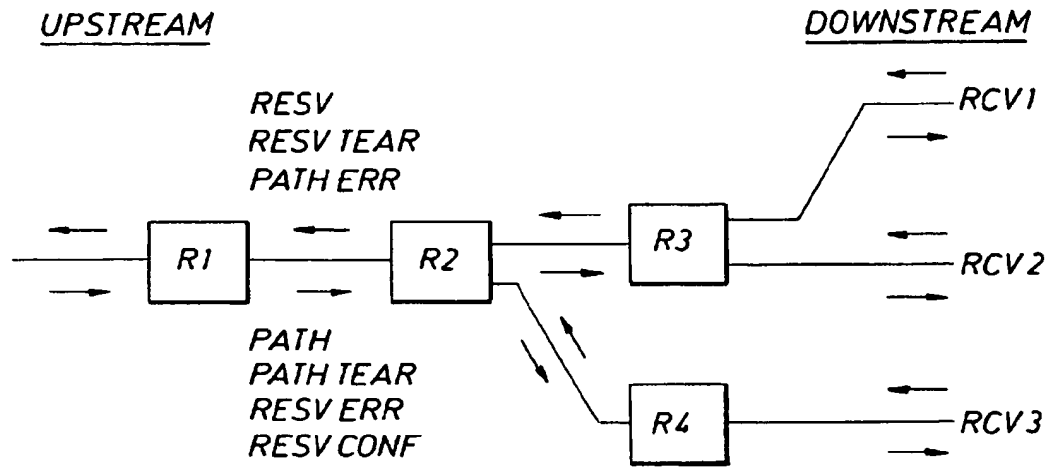 UPSTREAM
DOWNSTREAM
RESV
RESV TEAR
PATH ERR
RCV1
R1
R2
R3
RCV2
PATH
PATH TEAR
RESV ERR
RESV CONF
R4
RCV3